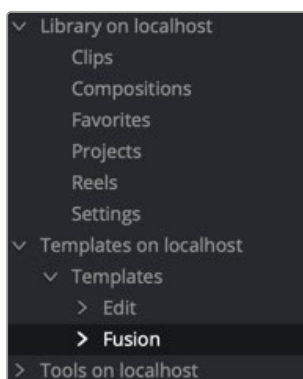 Library on localhost
Clips
Compositions
Favorites
Projects
Reels
Settings
Templates on localhost
Templates
Edit
Fusion
Tools on localhost